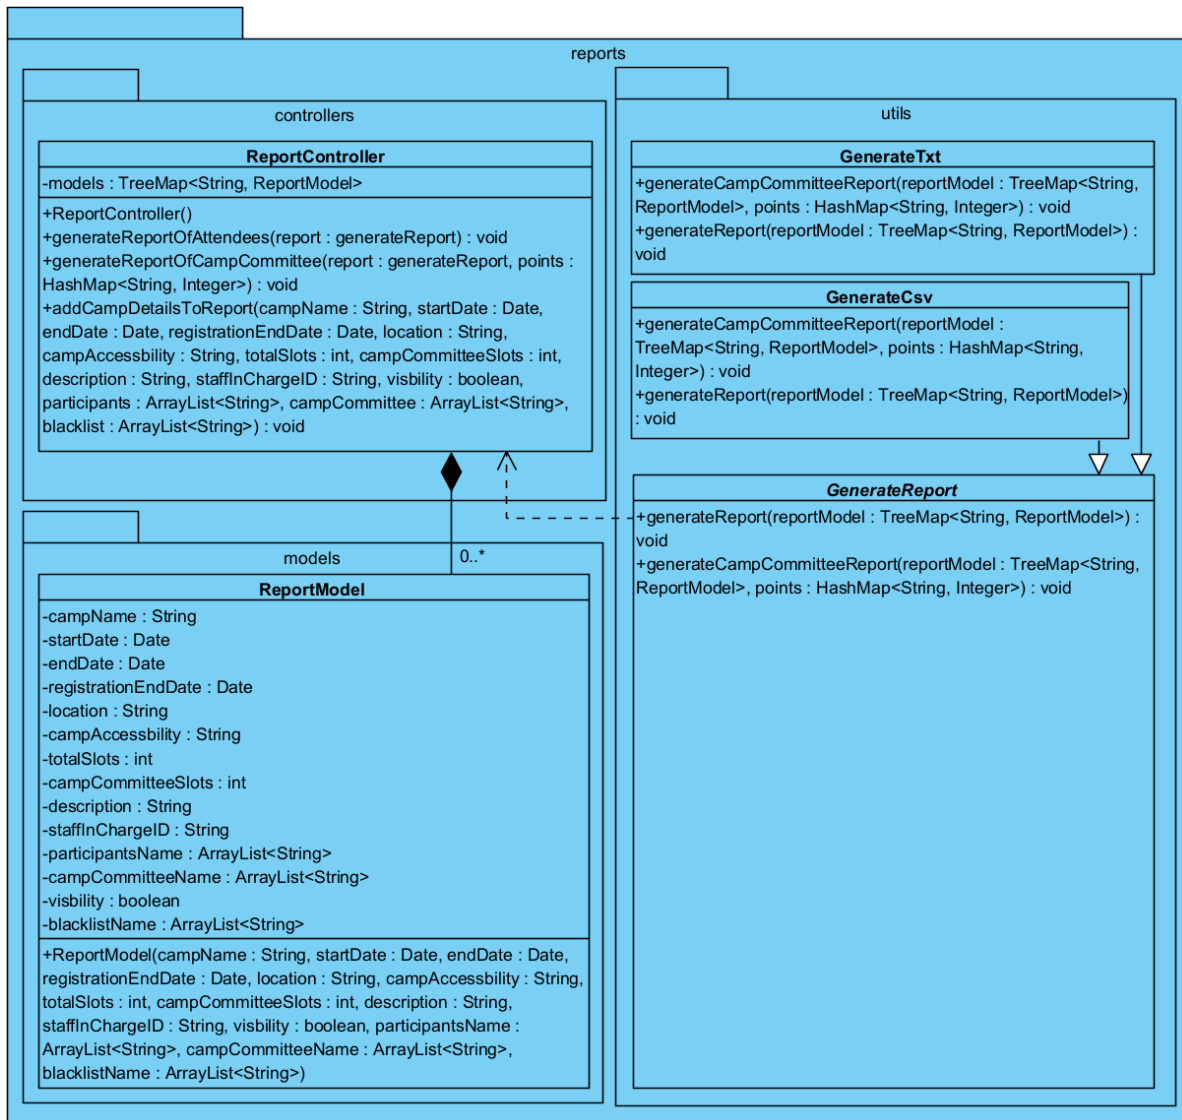 reports
controllers
ReportController
-models : TreeMap<String, ReportModel>
+ReportController()
+generateReportOfAttendees(report : generateReport) : void
+generateReportOfCampCommittee(report : generateReport, points :
HashMap<String, Integer>) : void
+addCampDetailsToReport(campName : String, startDate : Date,
endDate : Date, registrationEndDate : Date, location : String,
campAccessbility : String, totalSlots : int, campCommitteeSlots : int,
description : String, staffInChargeID : String, visbility : boolean,
participants : ArrayList<String>, campCommittee : ArrayList<String>,
blacklist : ArrayList<String>) : void
models
0..*
ReportModel
-campName : String
-startDate : Date
-endDate : Date
-registrationEndDate : Date
-location : String
-campAccessbility : String
-totalSlots : int
-campCommitteeSlots : int
-description : String
-staffInChargeID : String
-participantsName : ArrayList<String>
-campCommitteeName : ArrayList<String>
-visbility : boolean
-blacklistName : ArrayList<String>
+ReportModel(campName : String, startDate : Date, endDate : Date,
registrationEndDate : Date, location : String, campAccessbility : String,
totalSlots : int, campCommitteeSlots : int, description : String,
staffInChargeID : String, visbility : boolean, participantsName :
ArrayList<String>, campCommitteeName : ArrayList<String>,
blacklistName : ArrayList<String>)
utils
GenerateTxt
+generateCampCommitteeReport(reportModel : TreeMap<String,
ReportModel>, points : HashMap<String, Integer>) : void
+generateReport(reportModel : TreeMap<String, ReportModel>) :
void
GenerateCsv
+generateCampCommitteeReport(reportModel :
TreeMap<String, ReportModel>, points : HashMap<String,
Integer>) : void
+generateReport(reportModel : TreeMap<String, ReportModel>)
: void
GenerateReport
+generateReport(reportModel : TreeMap<String, ReportModel>) :
void
+generateCampCommitteeReport(reportModel : TreeMap<String,
ReportModel>, points : HashMap<String, Integer>) : void